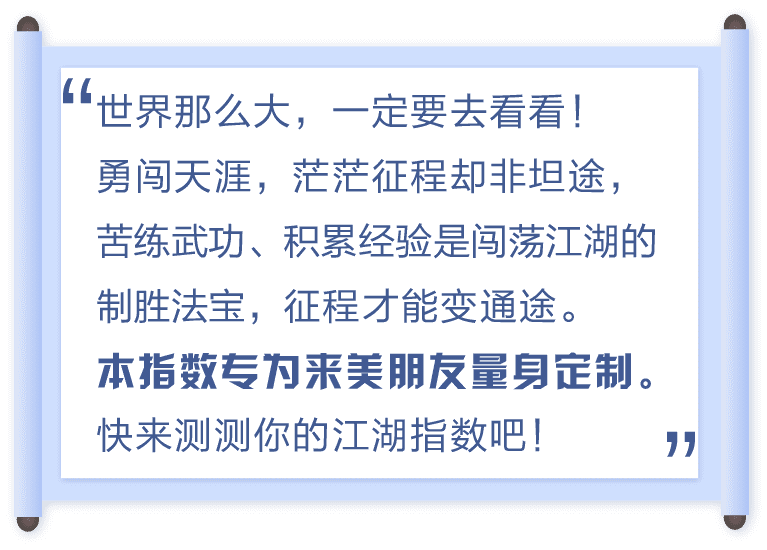 “世界那么大，一定要去看看！
勇闯天涯，茫茫征程却非坦途，
苦练武功、积累经验是闯荡江湖的
制胜法宝，征程才能变通途。
本指数专为来美朋友量身定制。
快来测测你的江湖指数吧！”